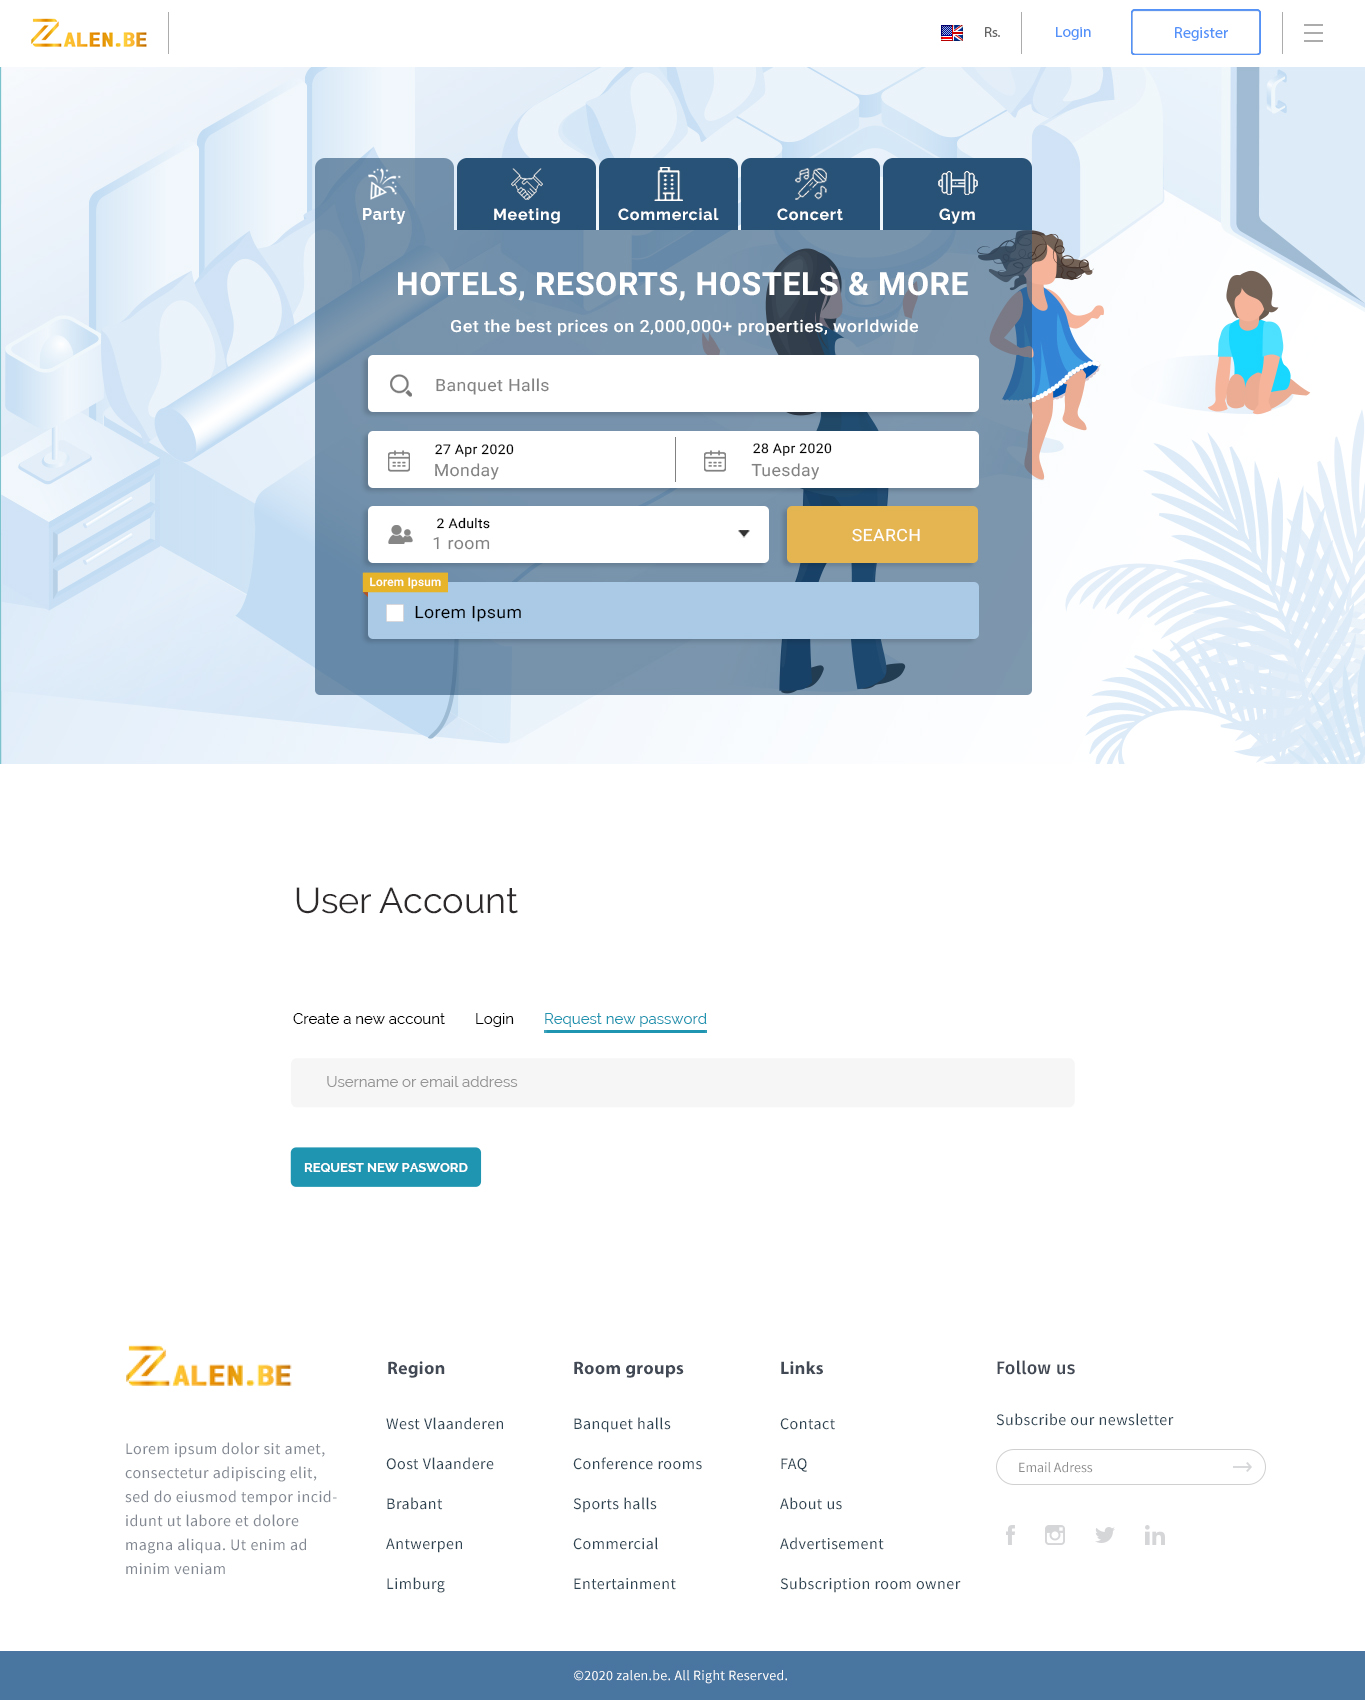 ZALEN.BE
Rs.
Login
Register
Party
Meeting
Commercial
Concert
Gym
HOTELS, RESORTS, HOSTELS & MORE
Get the best prices on 2,000,000+ properties, worldwide
Banquet Halls
27 Apr 2020
Monday
28 Apr 2020
Tuesday
2 Adults
1 room
SEARCH
Lorem Ipsum
Lorem Ipsum
User Account
Create a new account
Login
Request new password
Username or email address
REQUEST NEW PASWORD
ZALEN.BE
Lorem ipsum dolor sit amet,
consectetur adipiscing elit,
sed do eiusmod tempor incid-
idunt ut labore et dolore
magna aliqua. Ut enim ad
minim veniam
Region
West Vlaanderen
Oost Vlaandere
Brabant
Antwerpen
Limburg
Room groups
Banquet halls
Conference rooms
Sports halls
Commercial
Entertainment
Links
Contact
FAQ
About us
Advertisement
Subscription room owner
Follow us
Subscribe our newsletter
Email Adress
©2020 zalen.be. All Right Reserved.